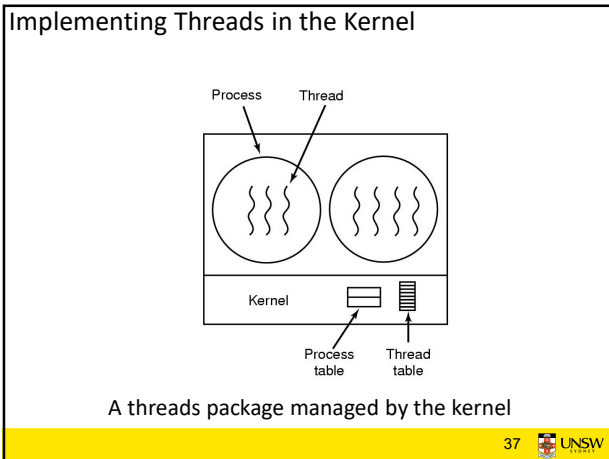 Implementing Threads in the Kernel
Process Thread
Kernel
Process Thread
table table
A threads package managed by the kernel
37 UNSW
SYDNEY